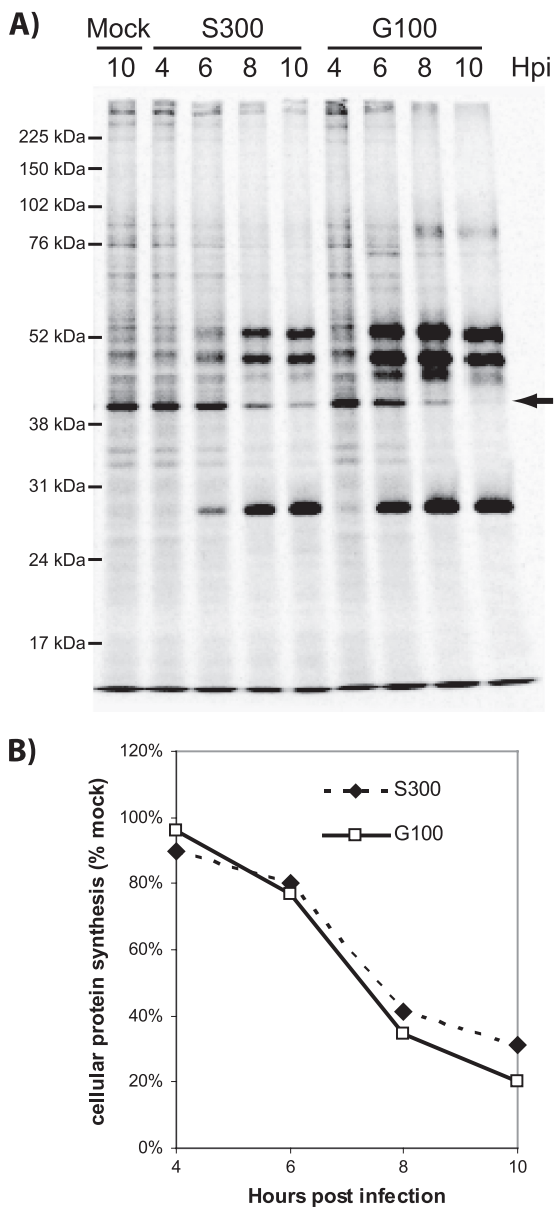 A)
Mock S300 G100
10 4 6 8 10 4 6 8 10 Hpi
225 kDa
150 kDa
102 kDa
76 kDa
52 kDa
38 kDa
31 kDa
24 kDa
17 kDa
B)
120%
100%
80%
60%
40%
20%
0%
cellular protein synthesis (% mock)
S300
G100
4 6 8 10
Hours post infection